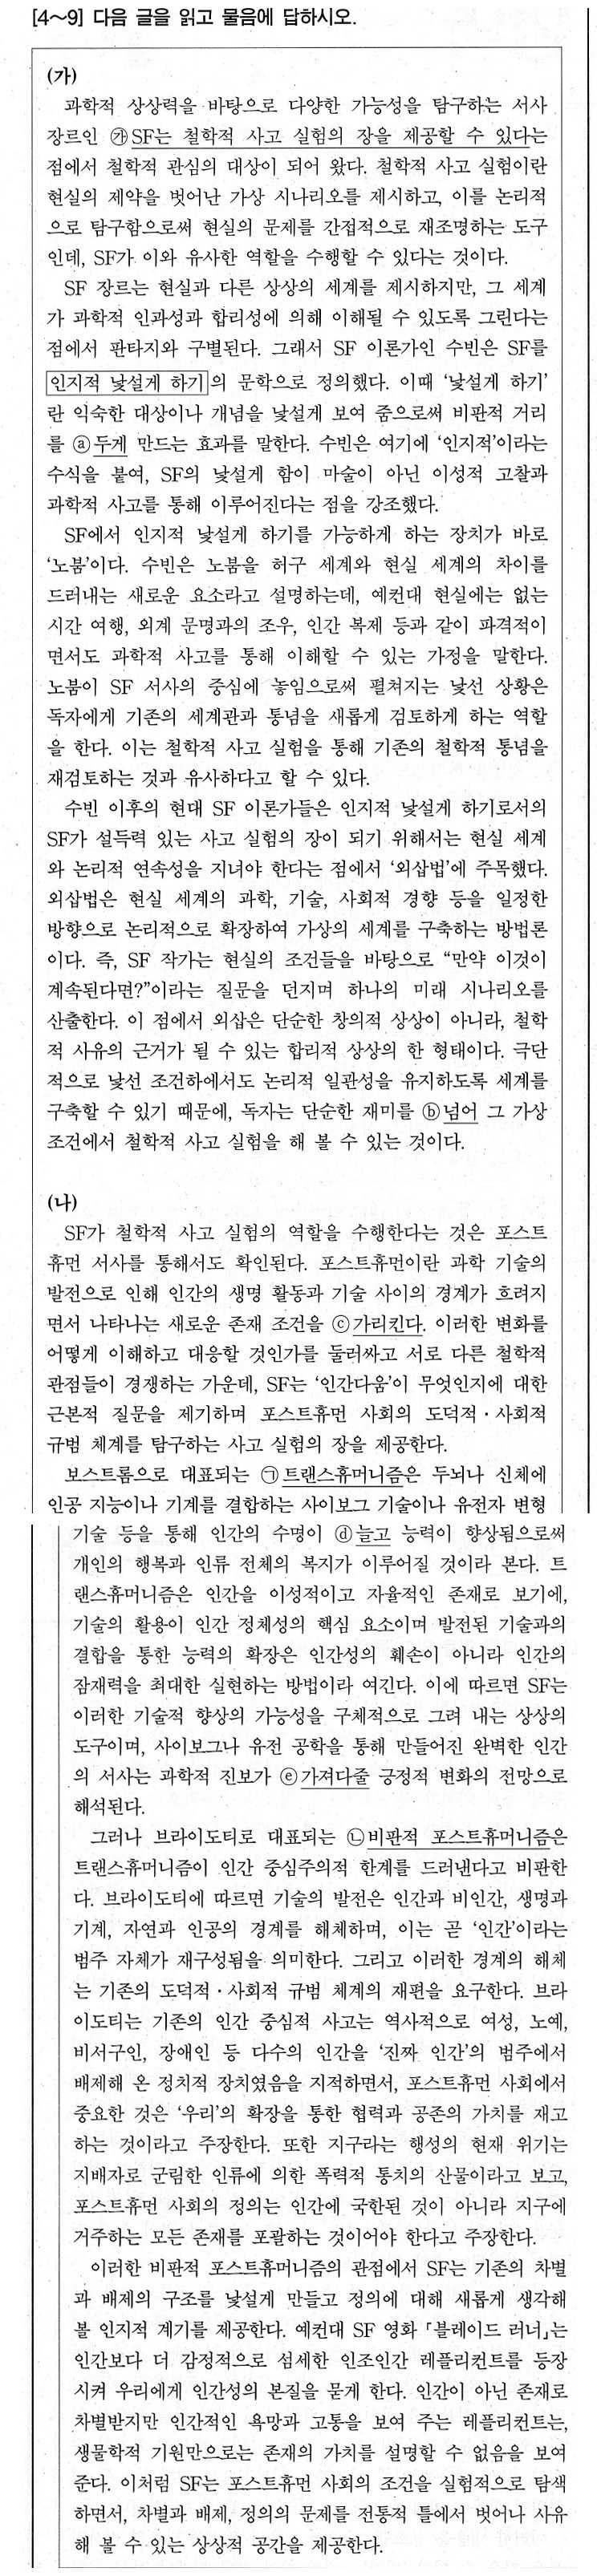 [4~9] 다음 글을 읽고 물음에 답하시오.
(가)
과학적 상상력을 바탕으로 다양한 가능성을 탐구하는 서사
장르인 ㉮SF는 철학적 사고 실험의 장을 제공할 수 있다는
점에서 철학적 관심의 대상이 되어 왔다. 철학적 사고 실험이란
현실의 제약을 벗어난 가상 시나리오를 제시하고, 이를 논리적
으로 탐구함으로써 현실의 문제를 간접적으로 재조명하는 도구
인데, SF가 이와 유사한 역할을 수행할 수 있다는 것이다.
SF 장르는 현실과 다른 상상의 세계를 제시하지만, 그 세계
가 과학적 인과성과 합리성에 의해 이해될 수 있도록 그린다는
점에서 판타지와 구별된다. 그래서 SF 이론가인 수빈은 SF를
인지적 낯설게 하기의 문학으로 정의했다. 이때 ‘낯설게 하기’
란 익숙한 대상이나 개념을 낯설게 보여 줌으로써 비판적 거리
를 ⓐ두게 만드는 효과를 말한다. 수빈은 여기에 ‘인지적’이라는
수식을 붙여, SF의 낯설게 함이 마술이 아닌 이성적 고찰과
과학적 사고를 통해 이루어진다는 점을 강조했다.
SF에서 인지적 낯설게 하기를 가능하게 하는 장치가 바로
‘노붐’이다. 수빈은 노붐을 허구 세계와 현실 세계의 차이를
드러내는 새로운 요소라고 설명하는데, 예컨대 현실에는 없는
시간 여행, 외계 문명과의 조우, 인간 복제 등과 같이 파격적이
면서도 과학적 사고를 통해 이해할 수 있는 가정을 말한다.
노붐이 SF 서사의 중심에 놓임으로써 펼쳐지는 낯선 상황은
독자에게 기존의 세계관과 통념을 새롭게 검토하게 하는 역할
을 한다. 이는 철학적 사고 실험을 통해 기존의 철학적 통념을
재검토하는 것과 유사하다고 할 수 있다.
수빈 이후의 현대 SF 이론가들은 인지적 낯설게 하기로서의
SF가 설득력 있는 사고 실험의 장이 되기 위해서는 현실 세계
와 논리적 연속성을 지녀야 한다는 점에서 ‘외삽법’에 주목했다.
외삽법은 현실 세계의 과학, 기술, 사회적 경향 등을 일정한
방향으로 논리적으로 확장하여 가상의 세계를 구축하는 방법론
이다. 즉, SF 작가는 현실의 조건들을 바탕으로 “만약 이것이
계속된다면?”이라는 질문을 던지며 하나의 미래 시나리오를
산출한다. 이 점에서 외삽은 단순한 창의적 상상이 아니라, 철학
적 사유의 근거가 될 수 있는 합리적 상상의 한 형태이다. 극단
적으로 낯선 조건하에서도 논리적 일관성을 유지하도록 세계를
구축할 수 있기 때문에, 독자는 단순한 재미를 ⓑ넘어 그 가상
조건에서 철학적 사고 실험을 해 볼 수 있는 것이다.
(나)
SF가 철학적 사고 실험의 역할을 수행한다는 것은 포스트
휴먼 서사를 통해서도 확인된다. 포스트휴먼이란 과학 기술의
발전으로 인해 인간의 생명 활동과 기술 사이의 경계가 흐려지
면서 나타나는 새로운 존재 조건을 ⓒ가리킨다. 이러한 변화를
어떻게 이해하고 대응할 것인가를 둘러싸고 서로 다른 철학적
관점들이 경쟁하는 가운데, SF는 ‘인간다움’이 무엇인지에 대한
근본적 질문을 제기하며 포스트휴먼 사회의 도덕적·사회적
규범 체계를 탐구하는 사고 실험의 장을 제공한다.
보스트롬으로 대표되는 ㉠트랜스휴머니즘은 두뇌나 신체에
인공 지능이나 기계를 결합하는 사이보그 기술이나 유전자 변형
기술 등을 통해 인간의 수명이 ⓓ늘고 능력이 향상됨으로써
개인의 행복과 인류 전체의 복지가 이루어질 것이라 본다. 트
랜스휴머니즘은 인간을 이성적이고 자율적인 존재로 보기에,
기술의 활용이 인간 정체성의 핵심 요소이며 발전된 기술과의
결합을 통한 능력의 확장은 인간성의 훼손이 아니라 인간의
잠재력을 최대한 실현하는 방법이라 여긴다. 이에 따르면 SF는
이러한 기술적 향상의 가능성을 구체적으로 그려 내는 상상의
도구이며, 사이보그나 유전 공학을 통해 만들어진 완벽한 인간
의 서사는 과학적 진보가 ⓔ가져다줄 긍정적 변화의 전망으로
해석된다.
그러나 브라이도티로 대표되는 ㉡비판적 포스트휴머니즘은
트랜스휴머니즘이 인간 중심주의적 한계를 드러낸다고 비판한
다. 브라이도티에 따르면 기술의 발전은 인간과 비인간, 생명과
기계, 자연과 인공의 경계를 해체하며, 이는 곧 ‘인간’이라는
범주 자체가 재구성됨을 의미한다. 그리고 이러한 경계의 해체
는 기존의 도덕적·사회적 규범 체계의 재편을 요구한다. 브라
이도티는 기존의 인간 중심적 사고는 역사적으로 여성, 노예,
비서구인, 장애인 등 다수의 인간을 ‘진짜 인간’의 범주에서
배제해 온 정치적 장치였음을 지적하면서, 포스트휴먼 사회에서
중요한 것은 ‘우리’의 확장을 통한 협력과 공존의 가치를 재고
하는 것이라고 주장한다. 또한 지구라는 행성의 현재 위기는
지배자로 군림한 인류에 의한 폭력적 통치의 산물이라고 보고,
포스트휴먼 사회의 정의는 인간에 국한된 것이 아니라 지구에
거주하는 모든 존재를 포괄하는 것이어야 한다고 주장한다.
이러한 비판적 포스트휴머니즘의 관점에서 SF는 기존의 차별
과 배제의 구조를 낯설게 만들고 정의에 대해 새롭게 생각해
볼 인지적 계기를 제공한다. 예컨대 SF 영화 「블레이드 러너」는
인간보다 더 감정적으로 섬세한 인조인간 레플리컨트를 등장
시켜 우리에게 인간성의 본질을 묻게 한다. 인간이 아닌 존재로
차별받지만 인간적인 욕망과 고통을 보여 주는 레플리컨트는,
생물학적 기원만으로는 존재의 가치를 설명할 수 없음을 보여
준다. 이처럼 SF는 포스트휴먼 사회의 조건을 실험적으로 탐색
하면서, 차별과 배제, 정의의 문제를 전통적 틀에서 벗어나 사유
해 볼 수 있는 상상적 공간을 제공한다.